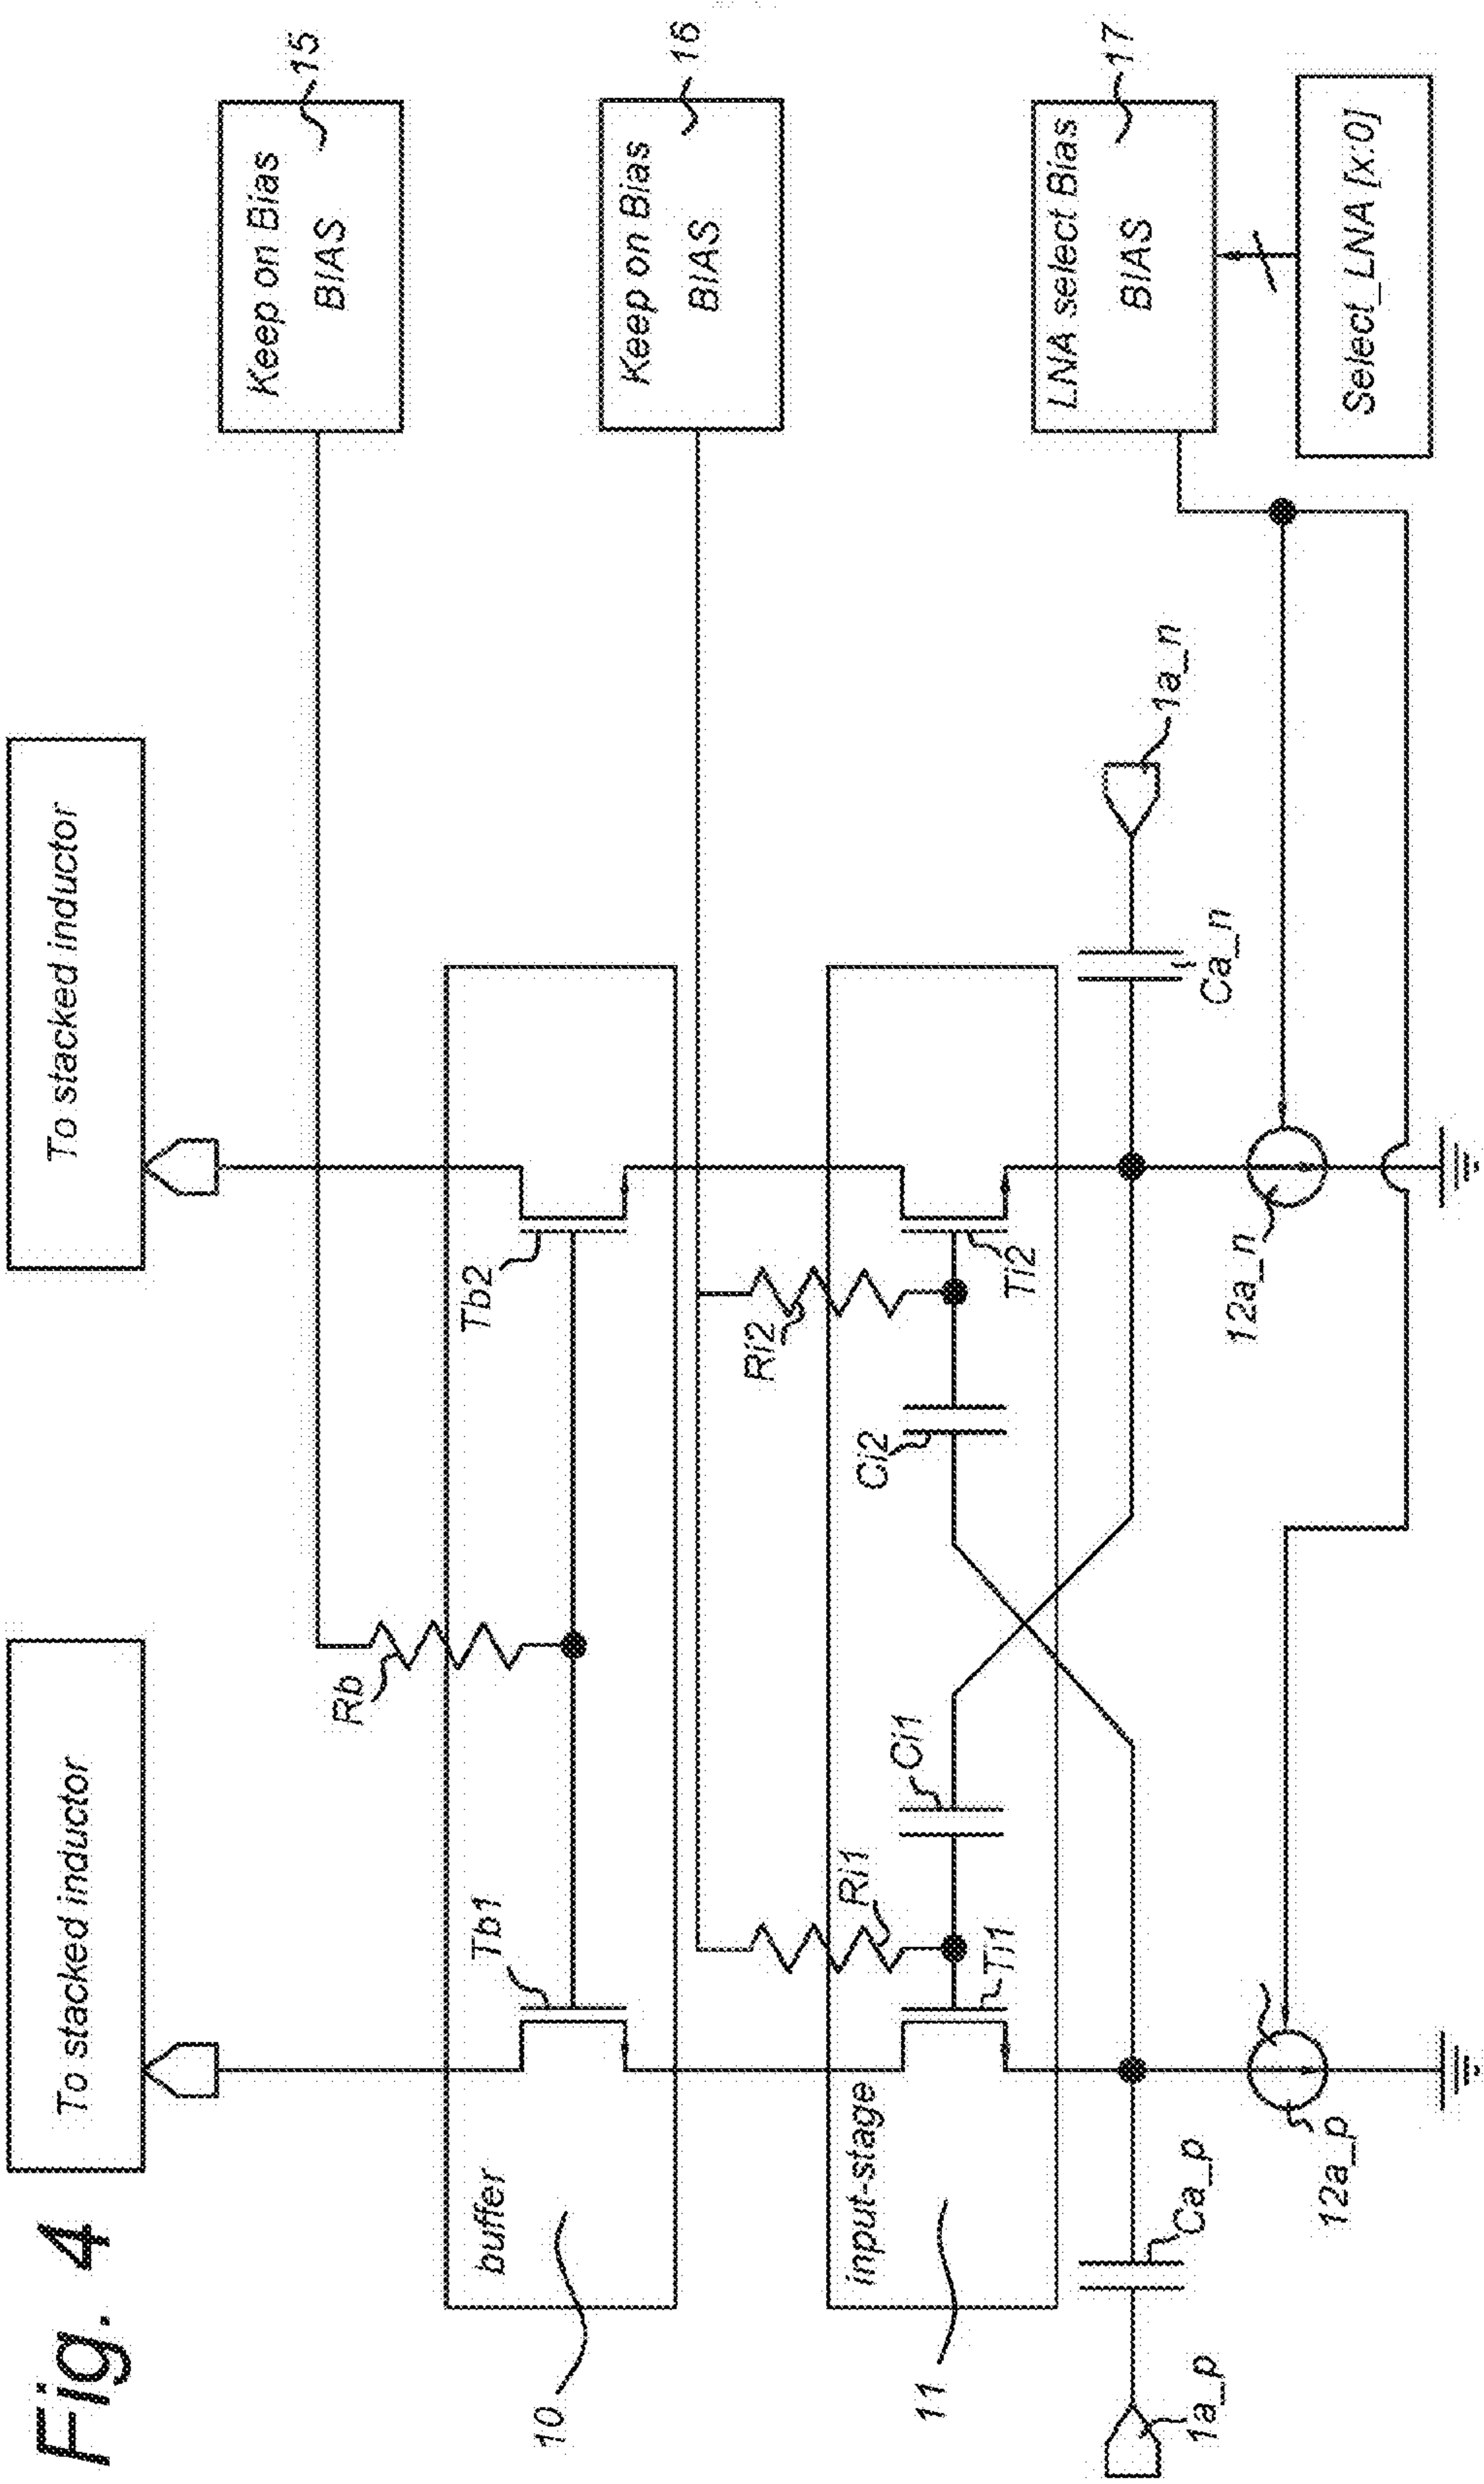 Fig. 4
To stacked inductor
To stacked inductor
Keep on Bias
BIAS
15
Rb
buffer
10
Tb1
Tb2
Keep on Bias
BIAS
16
input-stage
11
Ri1
Ri2
Ti1
Ci1
Ci2
Ti2
1a_p
Ca_p
Ca_n
1a_n
LNA select Bias
BIAS
17
12a_p
12a_n
Select_LNA [x:0]